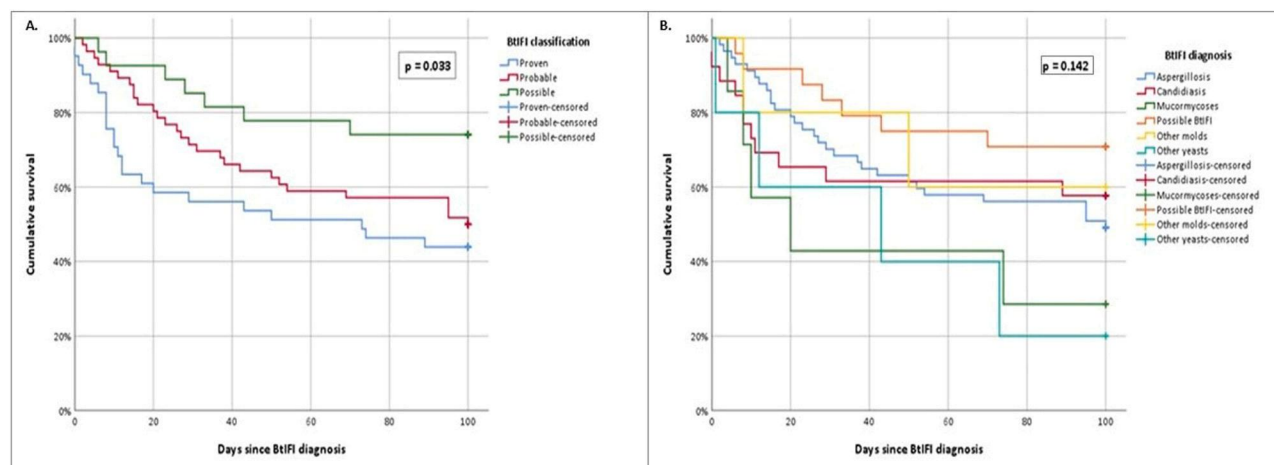 A.
p = 0.033
BtIFI classification
Proven
Probable
Possible
Proven-censored
Probable-censored
Possible-censored
Cumulative survival
100%
80%
60%
40%
20%
0%
0 20 40 60 80 100
Days since BtIFI diagnosis
B.
p = 0.142
BtIFI diagnosis
Aspergillosis
Candidiasis
Mucormycoses
Possible BtIFI
Other molds
Other yeasts
Aspergillosis-censored
Candidiasis-censored
Mucormycoses-censored
Possible BtIFI-censored
Other molds-censored
Other yeasts-censored
Cumulative survival
100%
80%
60%
40%
20%
0%
0 20 40 60 80 100
Days since BtIFI diagnosis